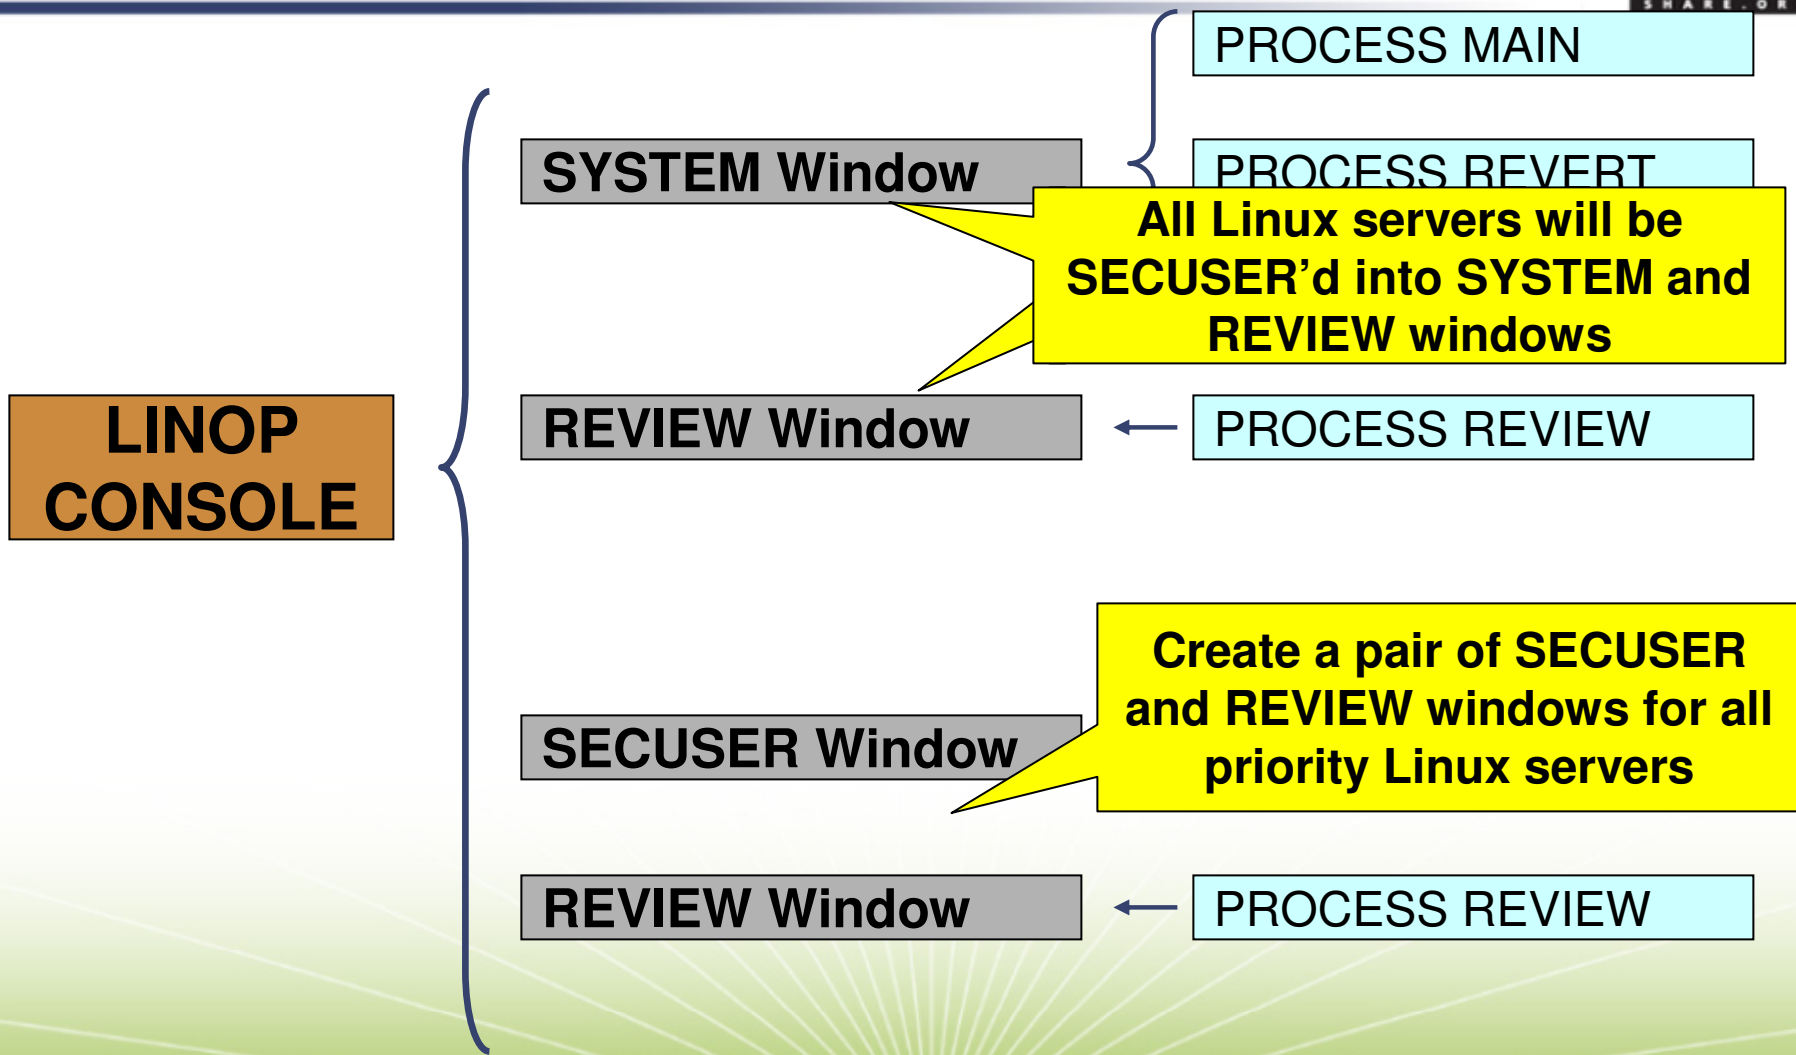 SHARE.OR
PROCESS MAIN
SYSTEM Window
PROCESS REVERT
All Linux servers will be
SECUSER’d into SYSTEM and
REVIEW windows
LINOP
CONSOLE
REVIEW Window
PROCESS REVIEW
Create a pair of SECUSER
and REVIEW windows for all
priority Linux servers
SECUSER Window
REVIEW Window
PROCESS REVIEW